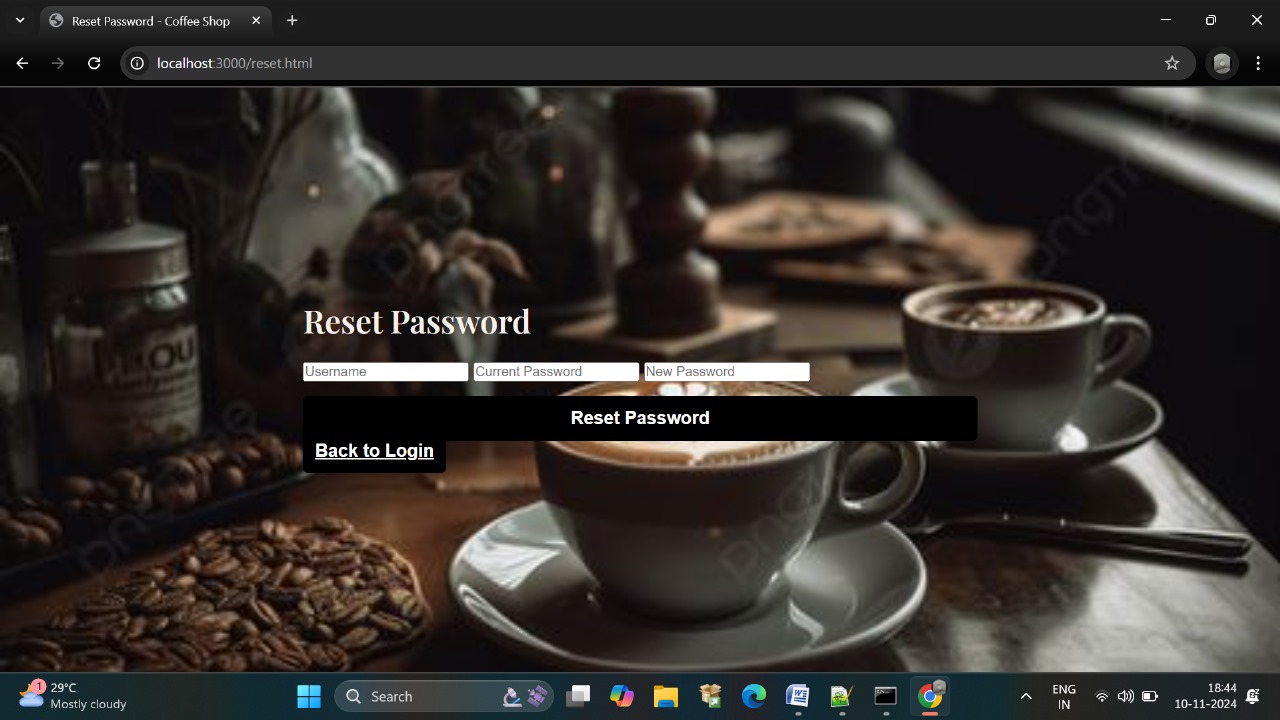 Reset Password - Coffee Shop
localhost:3000/reset.html
Reset Password
Username Current Password New Password
Reset Password
Back to Login
1 29°C
Mostly cloudy
Search
ENG
IN
18:44
10-11-2024